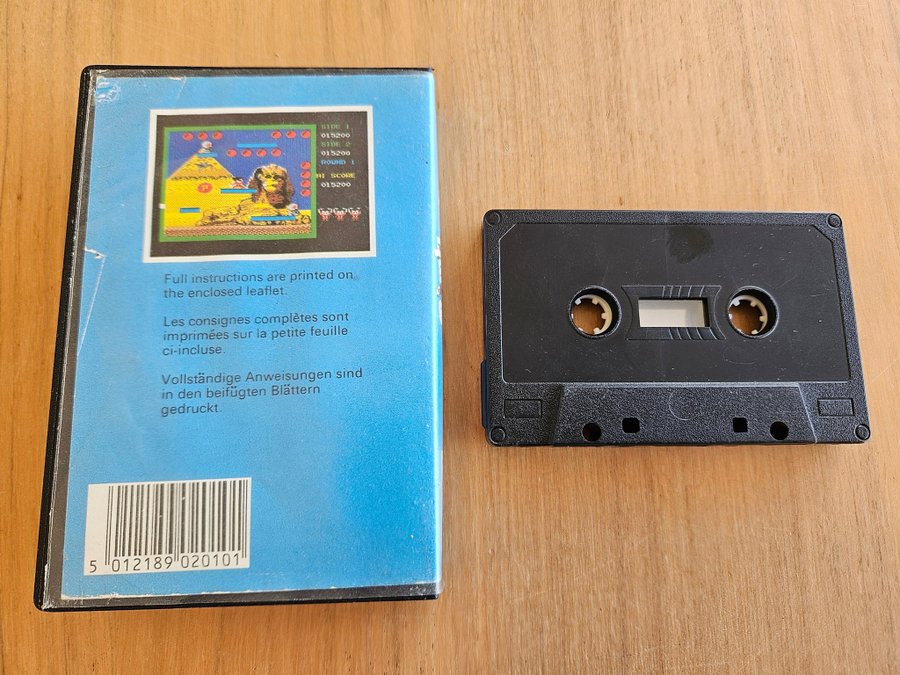 SIDE 1
015200
SIDE 2
015200
ROUND 1
HI SCORE
015200
Full instructions are printed on
the enclosed leaflet.
Les consignes complètes sont
imprimées sur la petite feuille
ci-incluse.
Vollständige Anweisungen sind
in den beifügten Blättern
gedruckt.
5 012189 020101